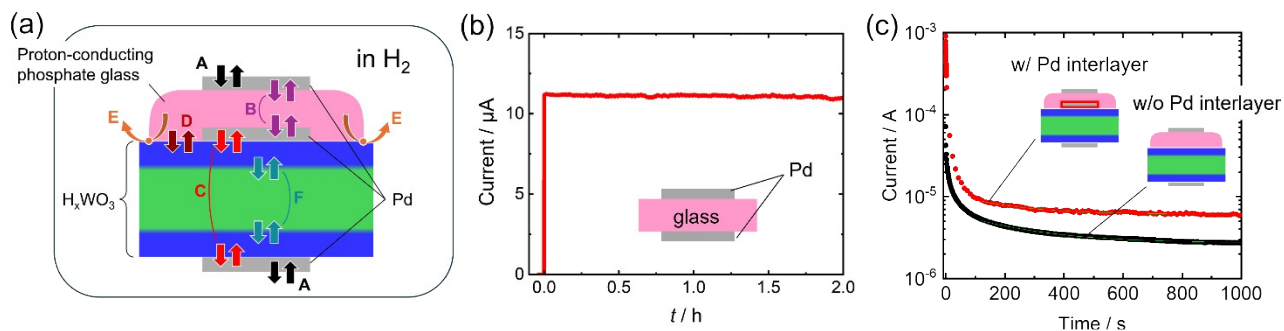 (a)
Proton-conducting
phosphate glass
in H2
A
B
E
D
E
HxWO3
C
F
Pd
A
(b)
Current / μA
15
10
5
0
Pd
glass
0.0
0.5
1.0
1.5
2.0
t / h
(c)
Current / A
10-3
10-4
10-5
10-6
w/ Pd interlayer
w/o Pd interlayer
0
200
400
600
800
1000
Time / s